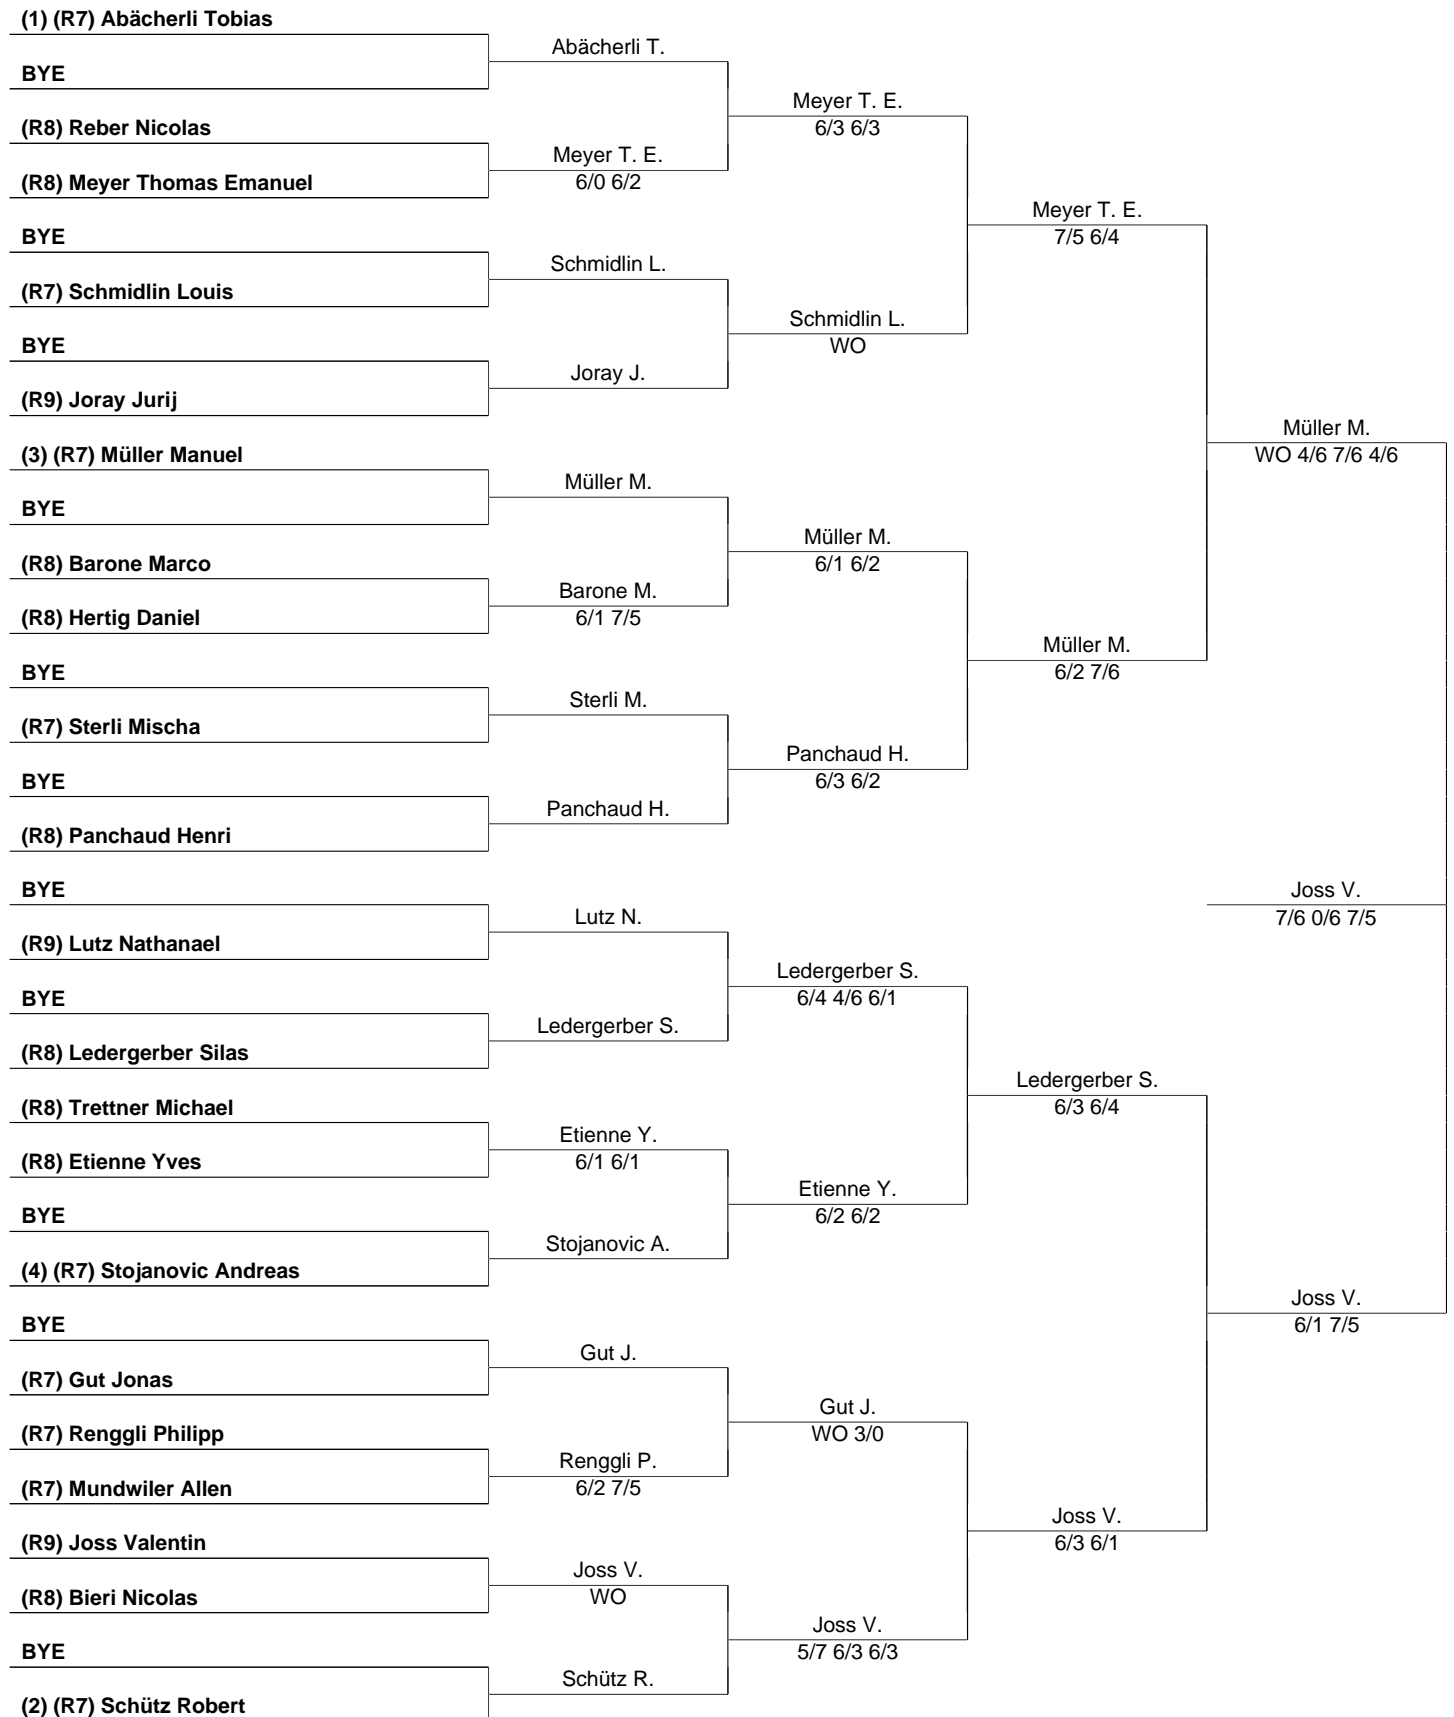 (1) (R7) Abächerli Tobias
Abächerli T.
BYE
Meyer T. E.
6/3 6/3
(R8) Reber Nicolas
Meyer T. E.
6/0 6/2
(R8) Meyer Thomas Emanuel
Meyer T. E.
7/5 6/4
BYE
Schmidlin L.
(R7) Schmidlin Louis
Schmidlin L.
WO
BYE
Joray J.
(R9) Joray Jurij
Müller M.
WO 4/6 7/6 4/6
(3) (R7) Müller Manuel
Müller M.
BYE
Müller M.
6/1 6/2
(R8) Barone Marco
Barone M.
6/1 7/5
(R8) Hertig Daniel
Müller M.
6/2 7/6
BYE
Sterli M.
(R7) Sterli Mischa
Panchaud H.
6/3 6/2
BYE
Panchaud H.
(R8) Panchaud Henri
BYE
Joss V.
7/6 0/6 7/5
Lutz N.
(R9) Lutz Nathanael
Ledergerber S.
6/4 4/6 6/1
BYE
Ledergerber S.
(R8) Ledergerber Silas
Ledergerber S.
6/3 6/4
(R8) Trettner Michael
Etienne Y.
6/1 6/1
(R8) Etienne Yves
Etienne Y.
6/2 6/2
BYE
Stojanovic A.
(4) (R7) Stojanovic Andreas
Joss V.
6/1 7/5
BYE
Gut J.
(R7) Gut Jonas
Gut J.
WO 3/0
(R7) Renggli Philipp
Renggli P.
6/2 7/5
(R7) Mundwiler Allen
Joss V.
6/3 6/1
(R9) Joss Valentin
Joss V.
WO
(R8) Bieri Nicolas
Joss V.
5/7 6/3 6/3
BYE
Schütz R.
(2) (R7) Schütz Robert